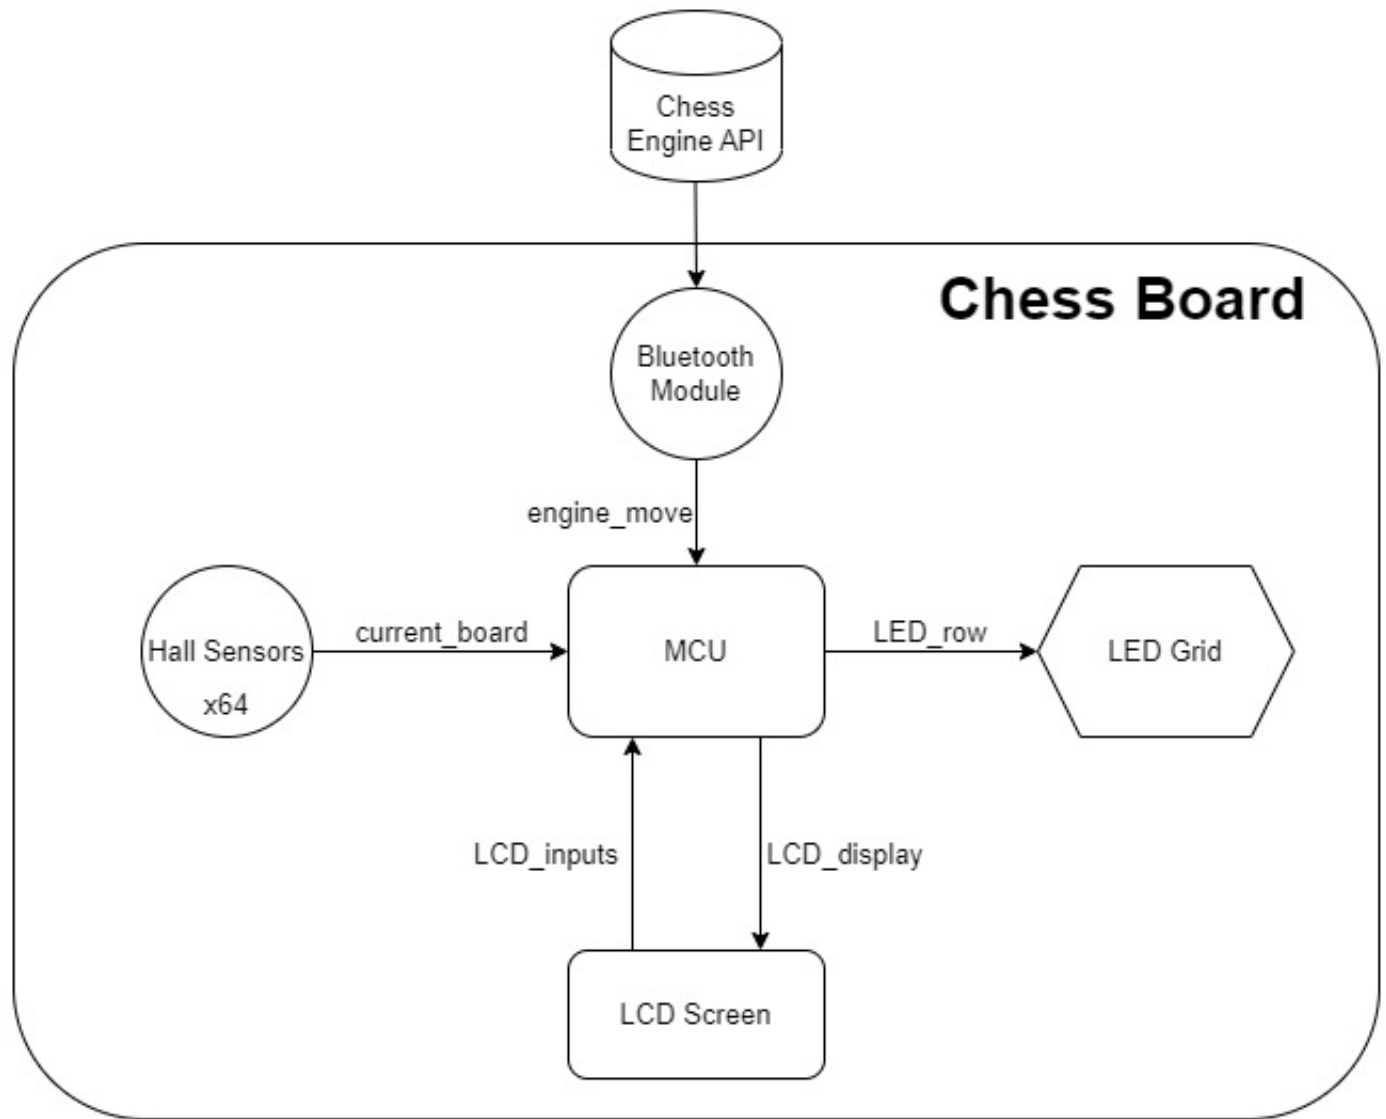 Chess
Engine API
Chess Board
Bluetooth
Module
engine_move
Hall Sensors
x64
current_board
MCU
LED_row
LED Grid
LCD_inputs
LCD_display
LCD Screen